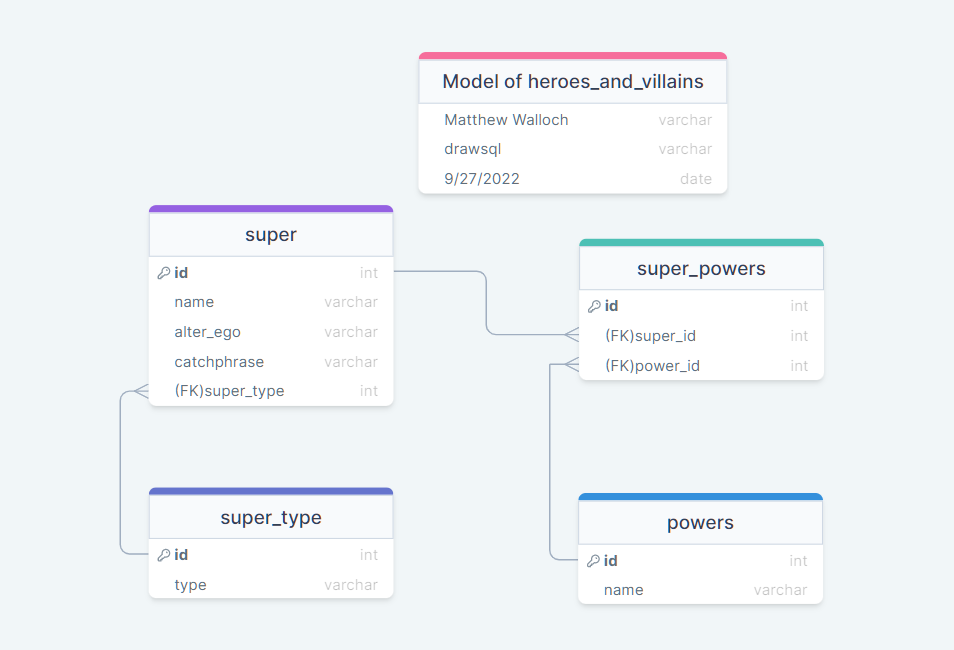 Model of heroes_and_villains
Matthew Walloch varchar
drawsql varchar
9/27/2022 date
super
id int
name varchar
alter_ego varchar
catchphrase varchar
(FK)super_type int
super_powers
id int
(FK)super_id int
(FK)power_id int
super_type
id int
type varchar
powers
id int
name varchar